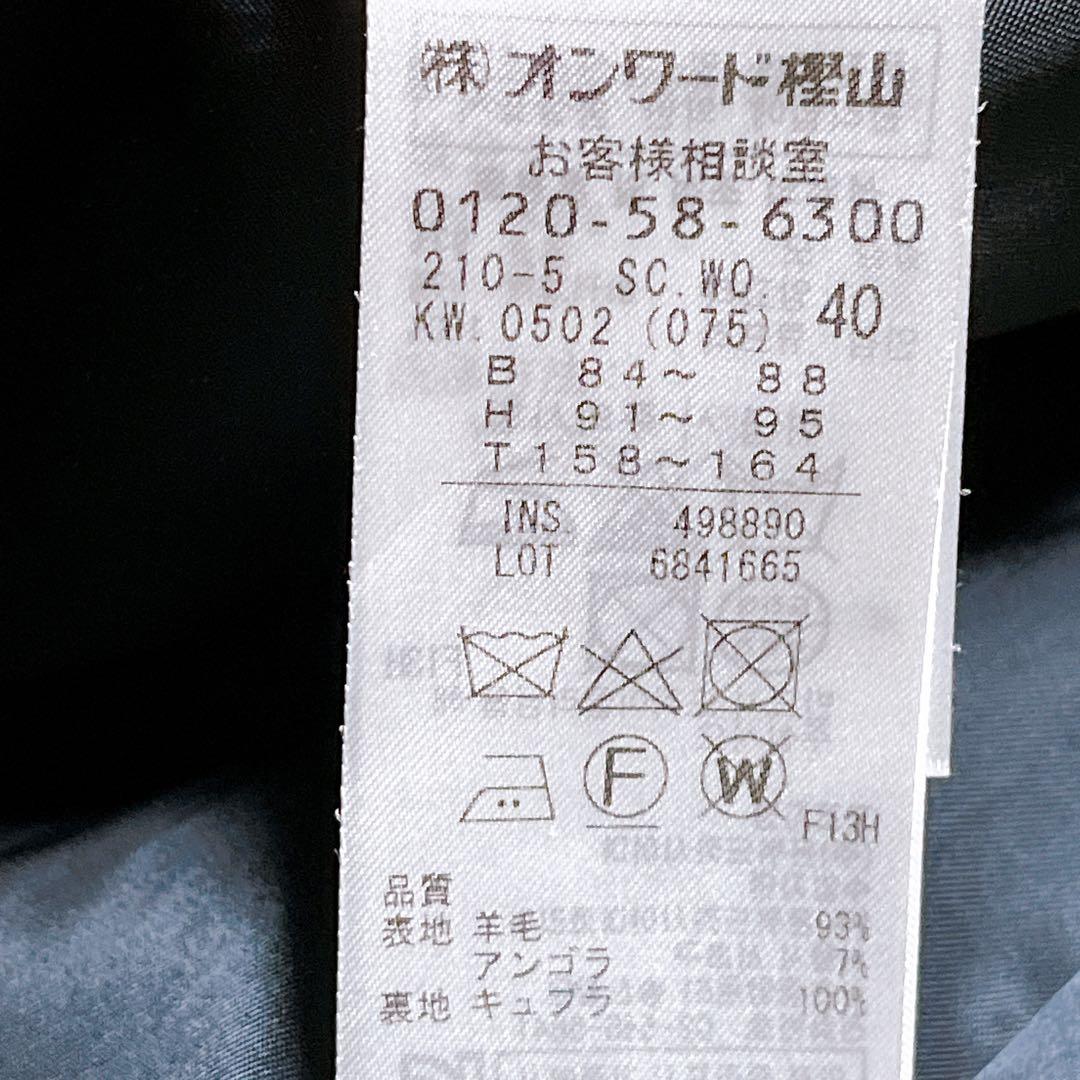 ㈱オンワード樫山
お客様相談室
0120-58-6300
210-5 SC.WO.
KW.0502 (075) 40
B 84～ 88
H 91～ 95
T158～164
INS. 498890
LOT 6841665
F
W
F13H
品質
表地 羊毛 93%
アンゴラ 7%
裏地 キュプラ 100%